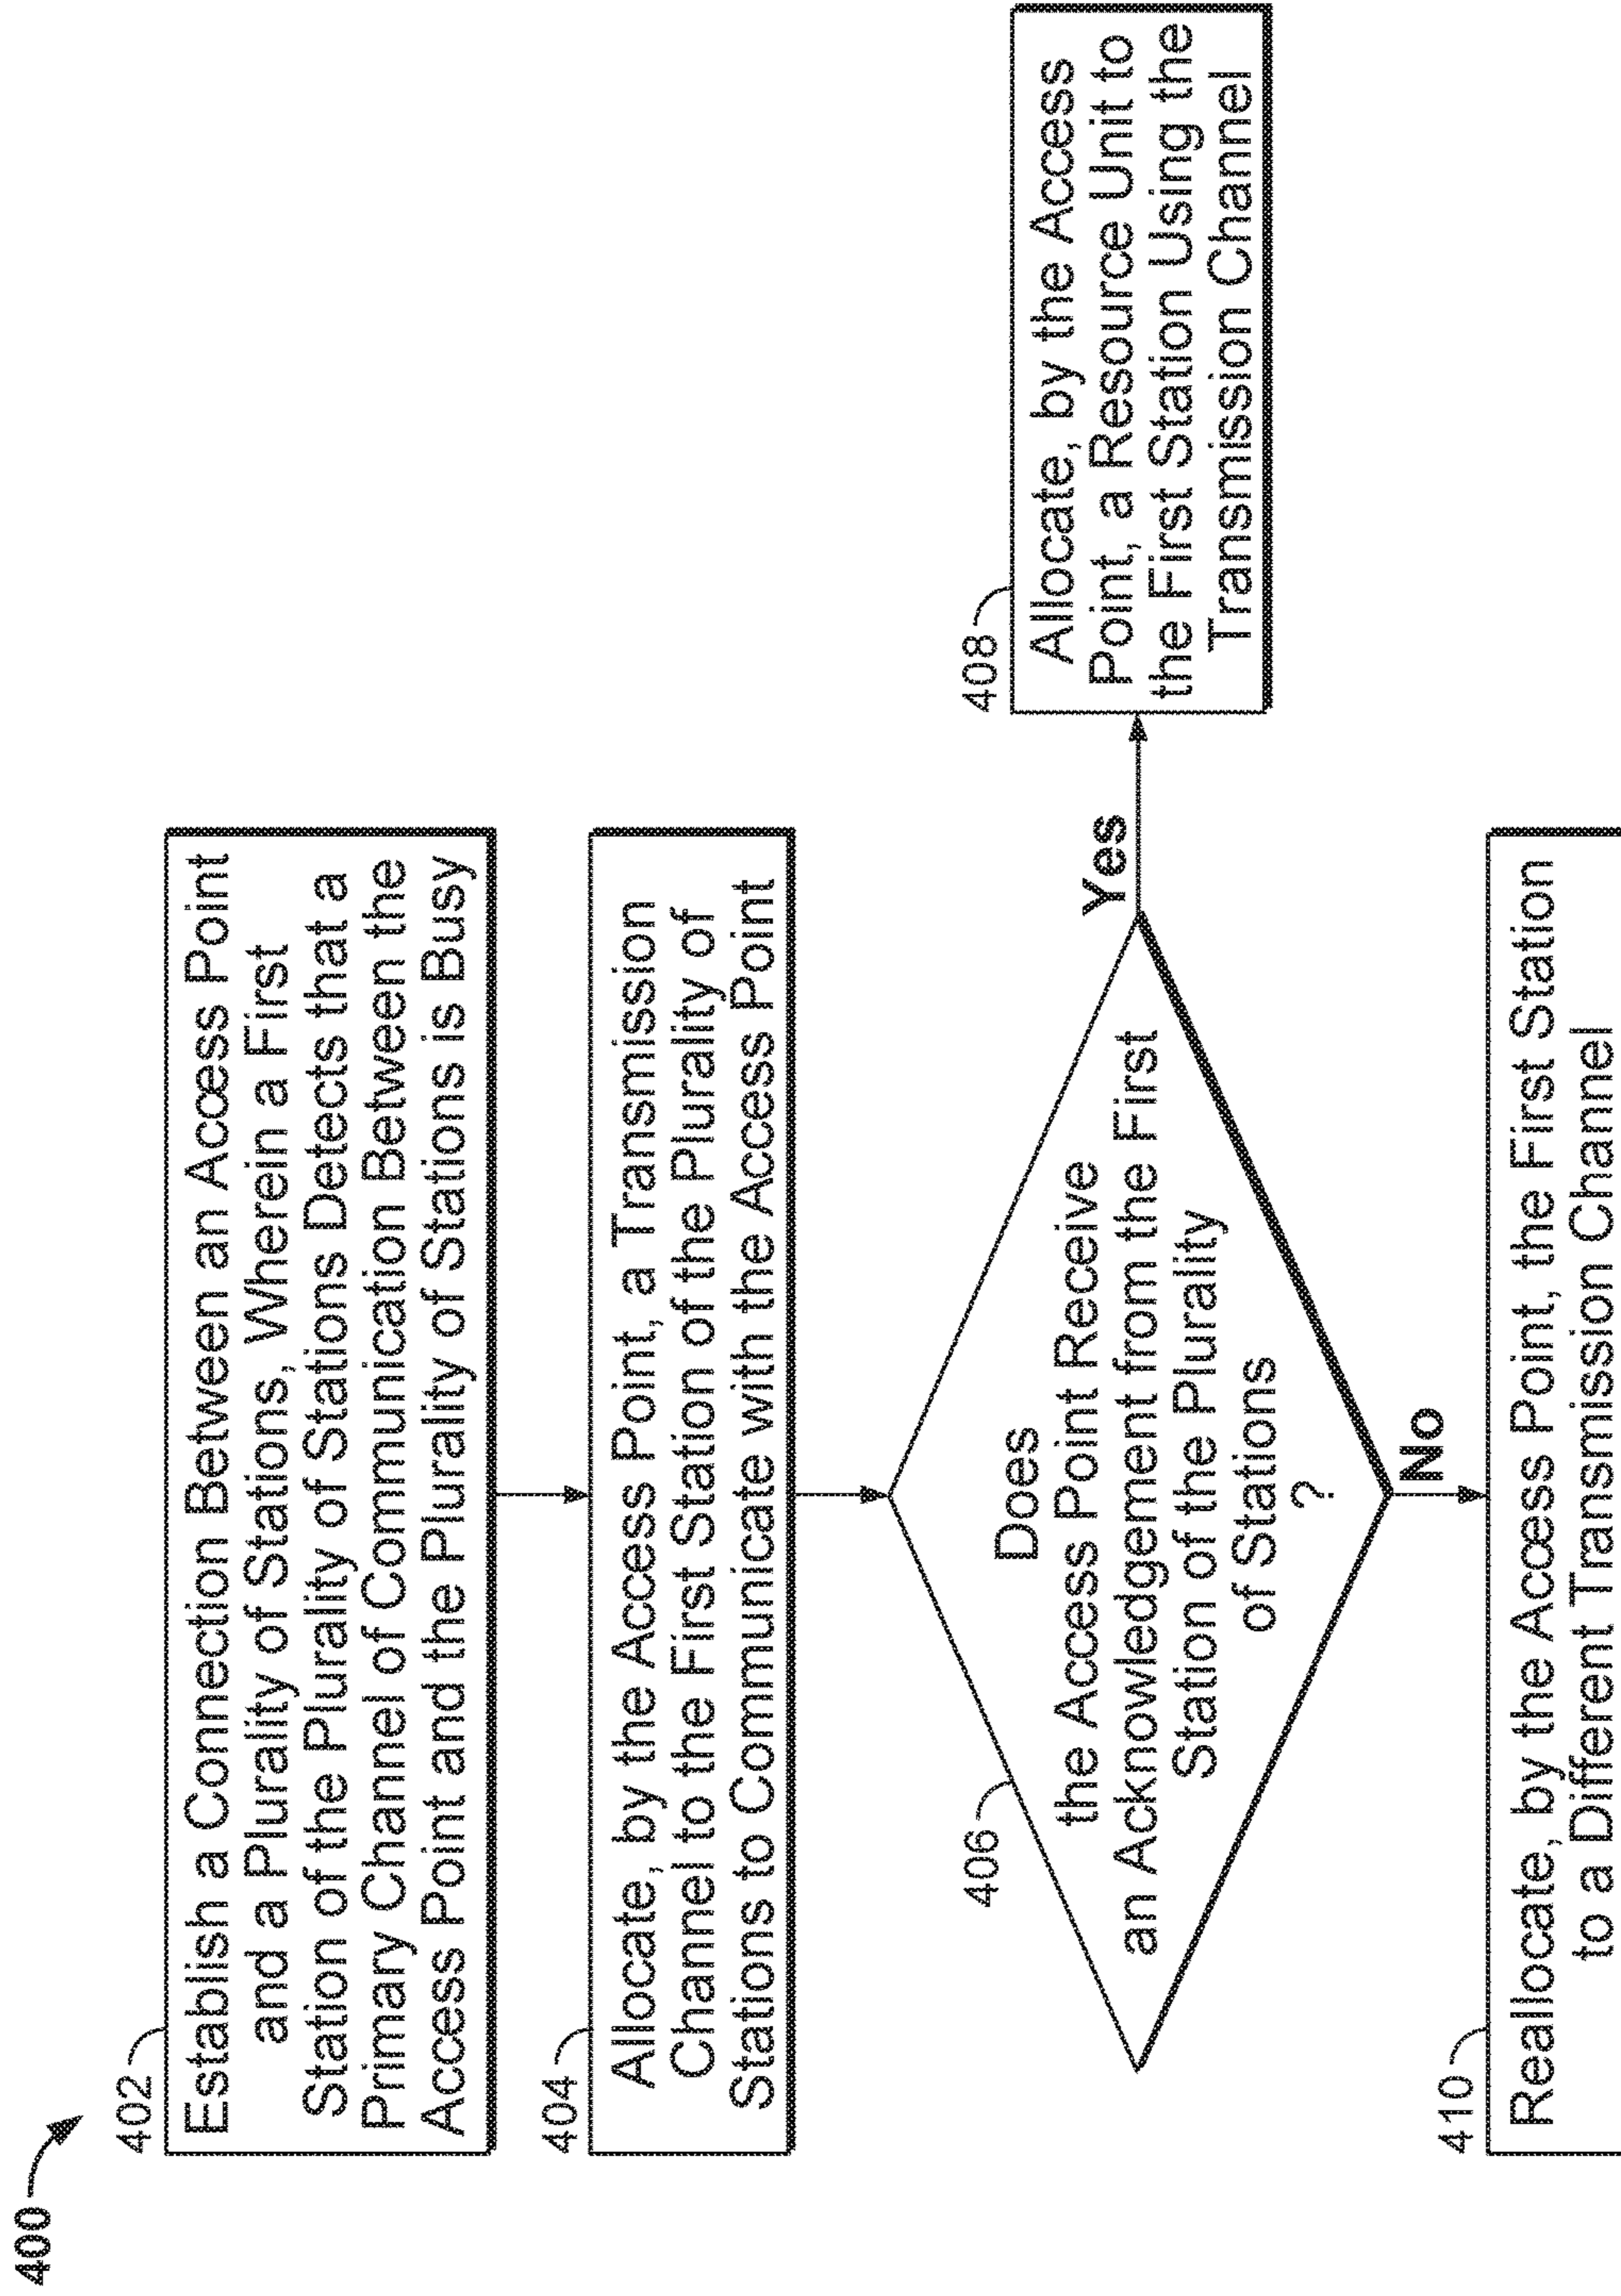 400
402
Establish a Connection Between an Access Point
and a Plurality of Stations, Wherein a First
Station of the Plurality of Stations Detects that a
Primary Channel of Communication Between the
Access Point and the Plurality of Stations is Busy
404
Allocate, by the Access Point, a Transmission
Channel to the First Station of the Plurality of
Stations to Communicate with the Access Point
406
Does
the Access Point Receive
an Acknowledgement from the First
Station of the Plurality
of Stations
?
Yes
408
Allocate, by the Access
Point, a Resource Unit to
the First Station Using the
Transmission Channel
No
410
Reallocate, by the Access Point, the First Station
to a Different Transmission Channel